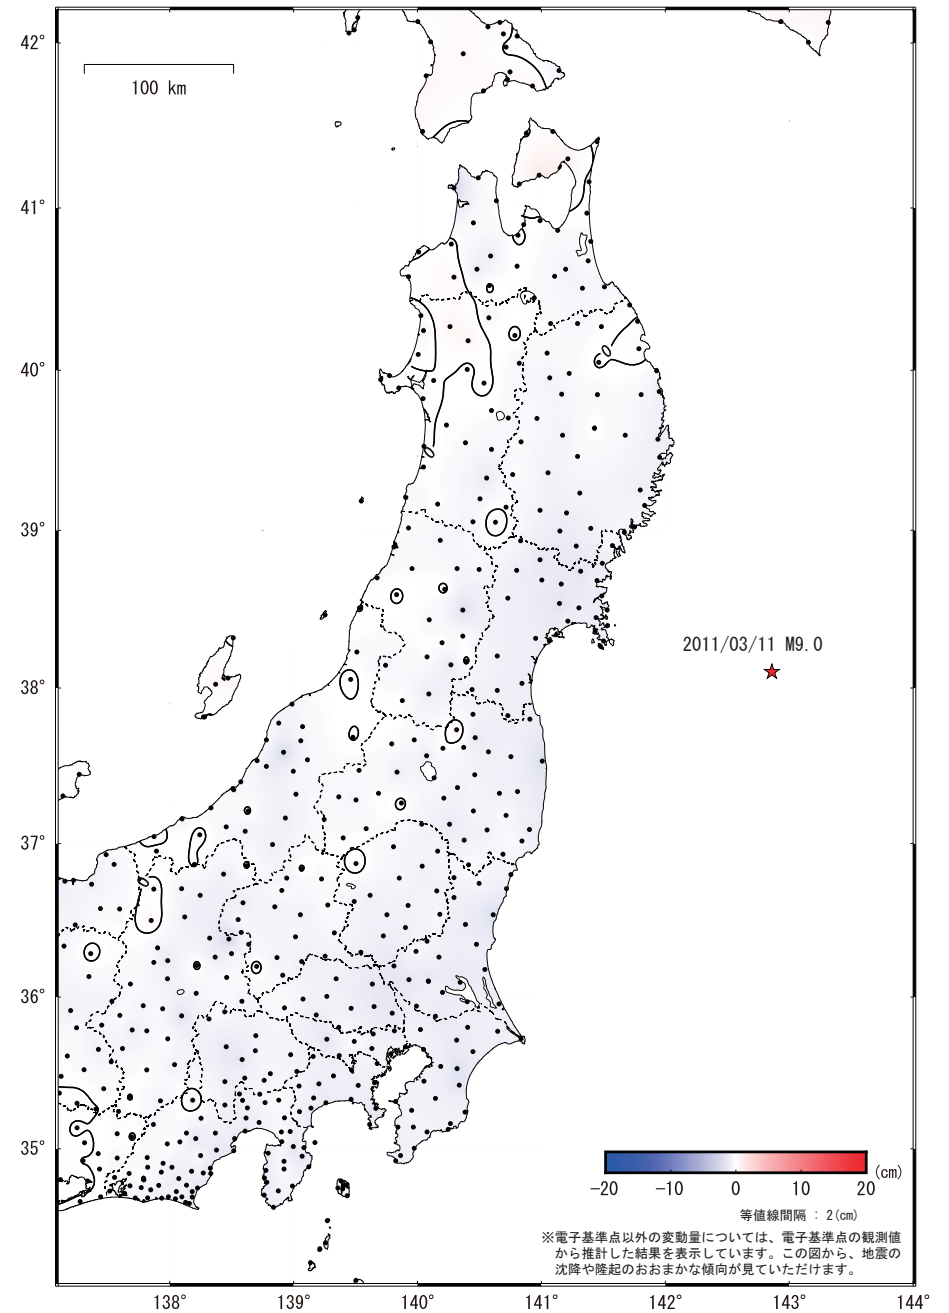 42°
100 km
41°
40°
39°
2011/03/11 M9.0
38°
37°
36°
35°
(cm)
-20 -10 0 10 20
等値線間隔 : 2(cm)
※電子基準点以外の変動量については、電子基準点の観測値
から推計した結果を表示しています。この図から、地震の
沈降や隆起のおおまかな傾向が見ていただけます。
138° 139° 140° 141° 142° 143° 144°